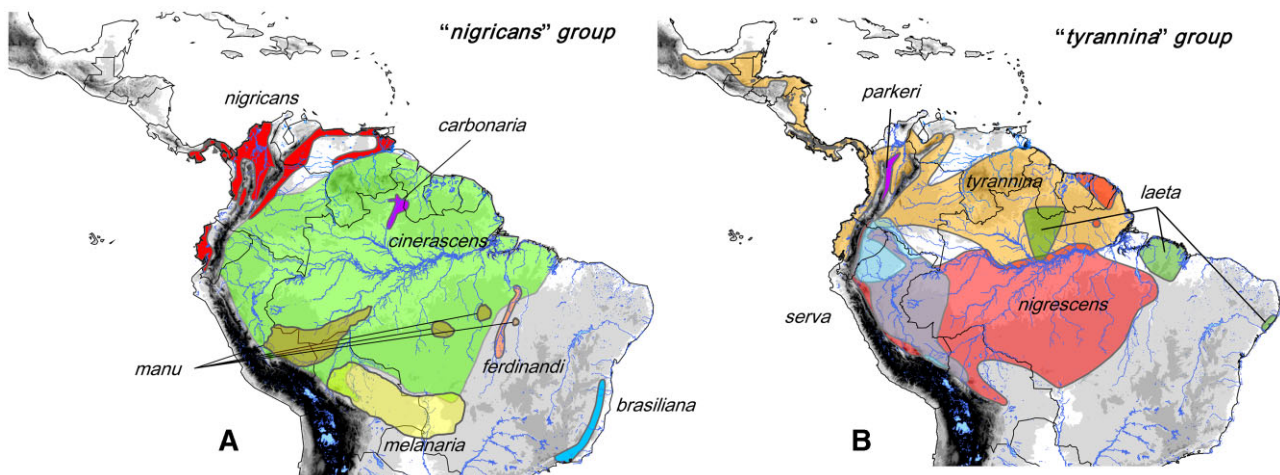 “nigricans” group
nigricans
carbonaria
cinerascens
manu
ferdinandi
melanaria
brasiliana
A
“tyrannina” group
parkeri
tyrannina
laeta
nigrescens
serva
B